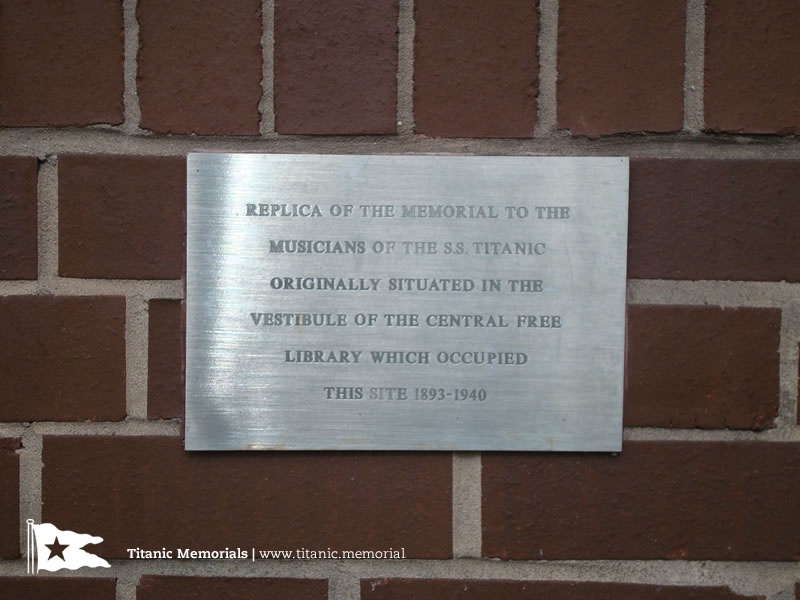 REPLICA OF THE MEMORIAL TO THE
MUSICIANS OF THE S.S. TITANIC
ORIGINALLY SITUATED IN THE
VESTIBULE OF THE CENTRAL FREE
LIBRARY WHICH OCCUPIED
THIS SITE 1893-1940
Titanic Memorials | www.titanic.memorial